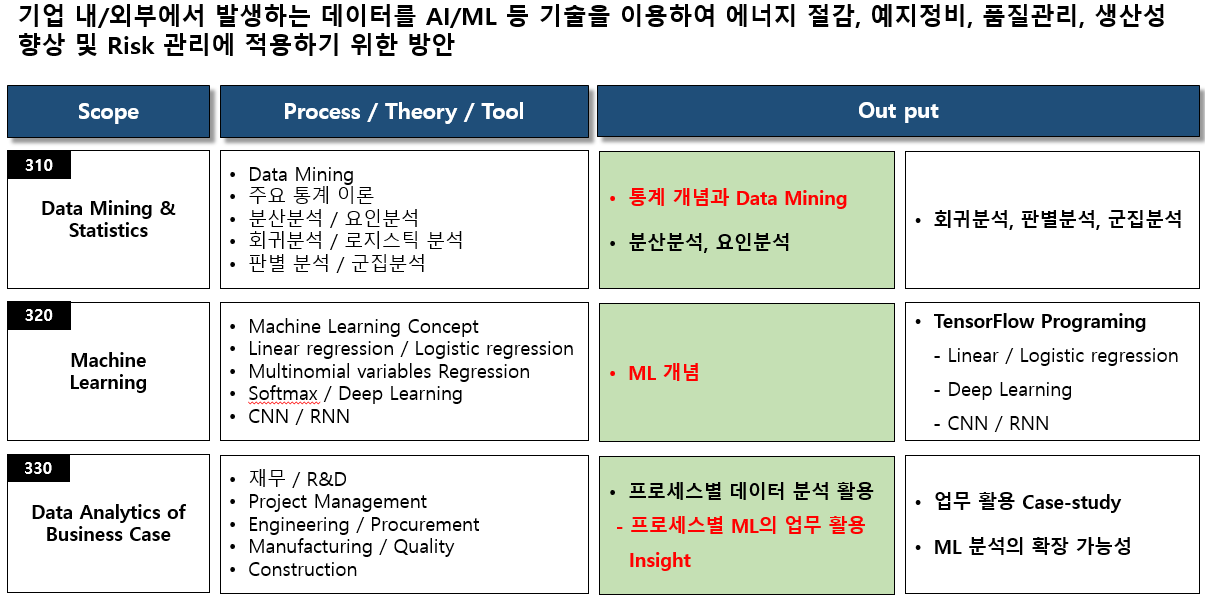 기업 내/외부에서 발생하는 데이터를 AI/ML 등 기술을 이용하여 에너지 절감, 예지정비, 품질관리, 생산성
향상 및 Risk 관리에 적용하기 위한 방안
Scope
Process / Theory / Tool
Out put
310
Data Mining &
Statistics
• Data Mining
• 주요 통계 이론
• 분산분석 / 요인분석
• 회귀분석 / 로지스틱 분석
• 판별 분석 / 군집분석
• 통계 개념과 Data Mining
• 분산분석, 요인분석
• 회귀분석, 판별분석, 군집분석
320
Machine
Learning
• Machine Learning Concept
• Linear regression / Logistic regression
• Multinomial variables Regression
• Softmax / Deep Learning
• CNN / RNN
• ML 개념
• TensorFlow Programing
- Linear / Logistic regression
- Deep Learning
- CNN / RNN
330
Data Analytics of
Business Case
• 재무 / R&D
• Project Management
• Engineering / Procurement
• Manufacturing / Quality
• Construction
• 프로세스별 데이터 분석 활용
- 프로세스별 ML의 업무 활용
Insight
• 업무 활용 Case-study
• ML 분석의 확장 가능성